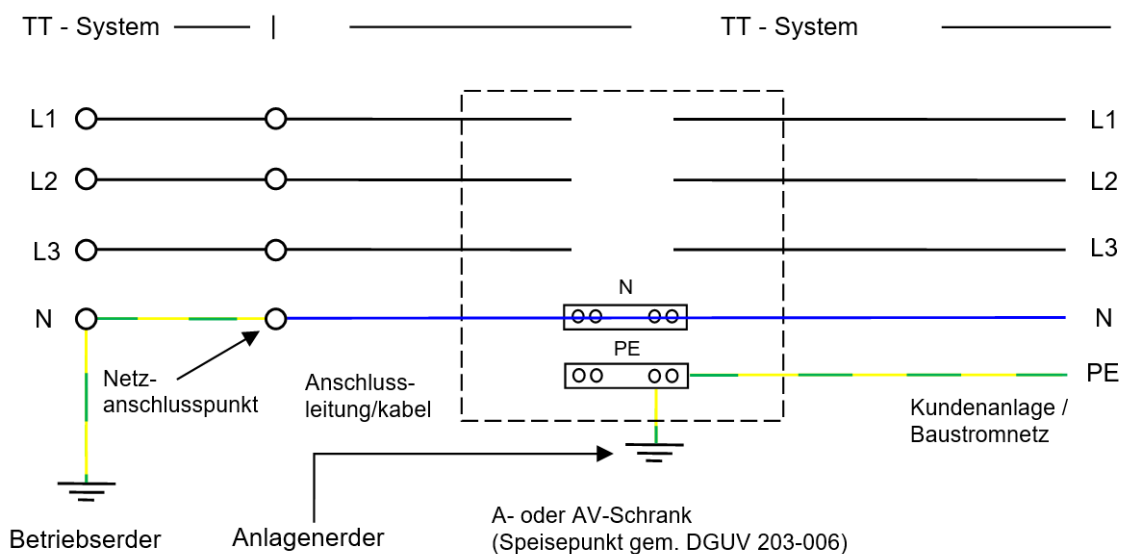 TT - System
TT - System
L1
L1
L2
L2
L3
L3
N
N
N
PE
PE
Netz-
anschlusspunkt
Anschluss-
leitung/kabel
Kundenanlage /
Baustromnetz
Betriebserder
Anlagenerder
A- oder AV-Schrank
(Speisepunkt gem. DGUV 203-006)